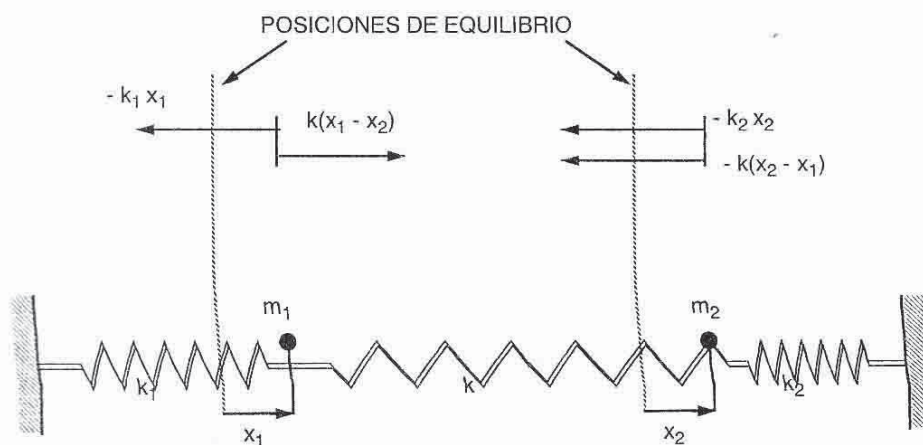 POSICIONES DE EQUILIBRIO
- k₁ x₁
k(x₁ - x₂)
- k₂ x₂
- k(x₂ - x₁)
m₁
m₂
k₁
k
k₂
x₁
x₂